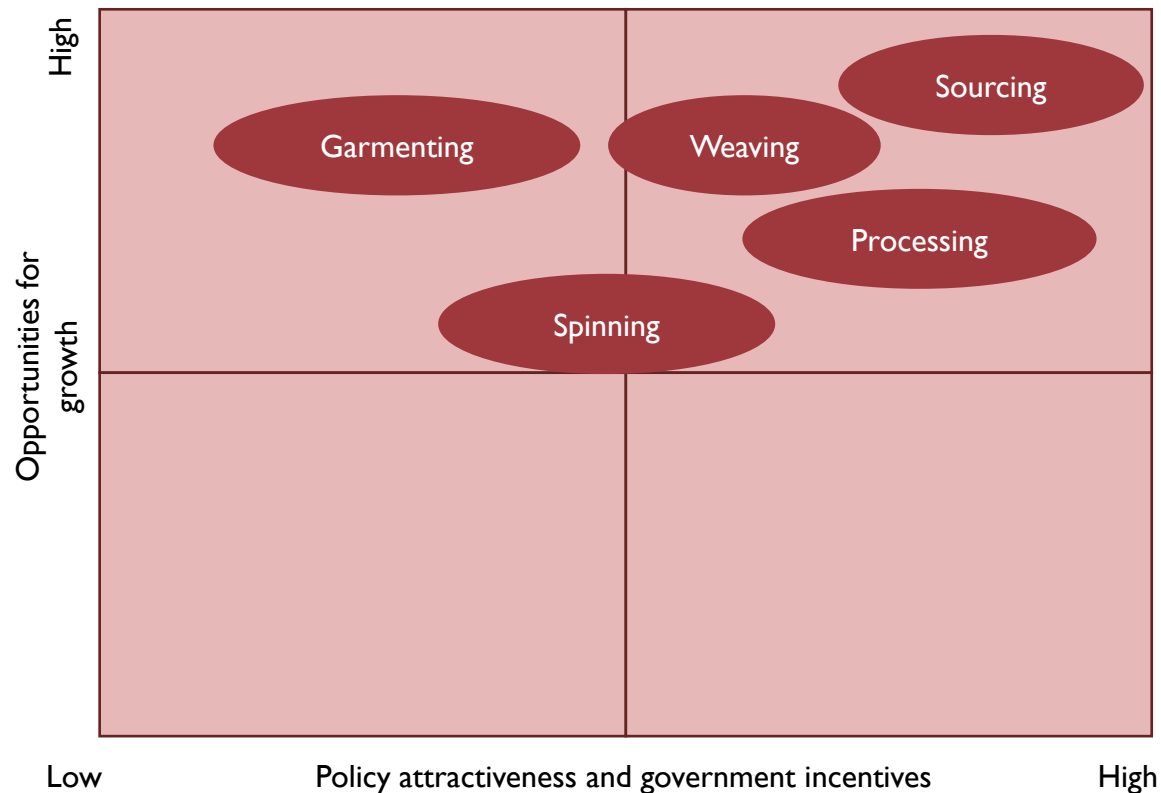 High
Sourcing
Garmenting
Weaving
Processing
Spinning
Opportunities for
growth
Low
Policy attractiveness and government incentives
High